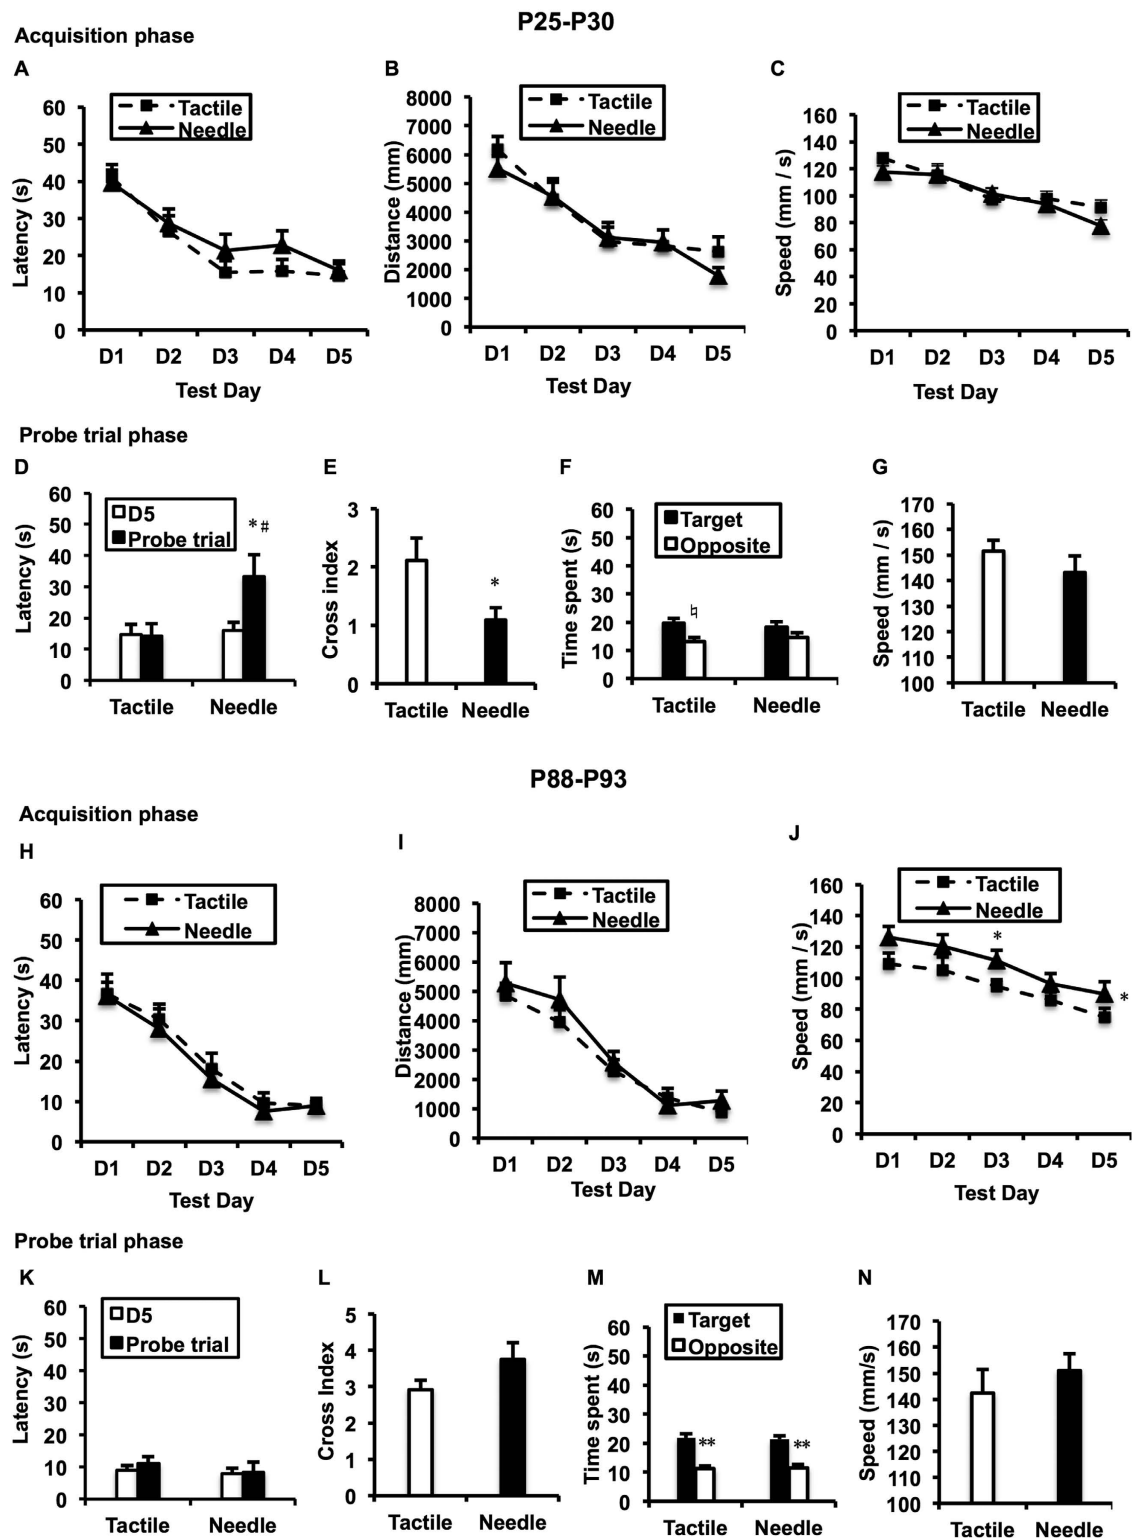 P25-P30
Acquisition phase
A
Tactile
Needle
Latency (s)
60
50
40
30
20
10
0
D1 D2 D3 D4 D5
Test Day
B
Tactile
Needle
Distance (mm)
8000
7000
6000
5000
4000
3000
2000
1000
0
D1 D2 D3 D4 D5
Test Day
C
Tactile
Needle
Speed (mm / s)
160
140
120
100
80
60
40
20
0
D1 D2 D3 D4 D5
Test Day
Probe trial phase
D
D5
Probe trial
Latency (s)
60
50
40
30
20
10
0
*#
Tactile Needle
E
Cross index
3
2
1
0
*
Tactile Needle
F
Target
Opposite
Time spent (s)
60
50
40
30
20
10
0
♮
Tactile Needle
G
Speed (mm / s)
170
160
150
140
130
120
110
100
Tactile Needle
P88-P93
Acquisition phase
H
Tactile
Needle
Latency (s)
60
50
40
30
20
10
0
D1 D2 D3 D4 D5
Test Day
I
Tactile
Needle
Distance (mm)
8000
7000
6000
5000
4000
3000
2000
1000
0
D1 D2 D3 D4 D5
Test Day
J
Tactile
Needle
Speed (mm / s)
160
140
120
100
80
60
40
20
0
*
*
D1 D2 D3 D4 D5
Test Day
Probe trial phase
K
D5
Probe trial
Latency (s)
60
50
40
30
20
10
0
Tactile Needle
L
Cross Index
5
4
3
2
1
0
Tactile Needle
M
Target
Opposite
Time spent (s)
60
50
40
30
20
10
0
** **
Tactile Needle
N
Speed (mm/s)
170
160
150
140
130
120
110
100
Tactile Needle